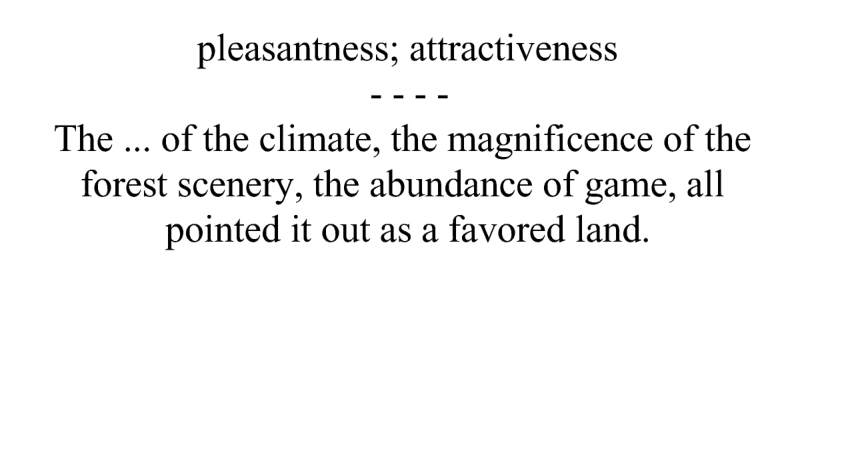 pleasantness; attractiveness
- - - -
The ... of the climate, the magnificence of the
forest scenery, the abundance of game, all
pointed it out as a favored land.